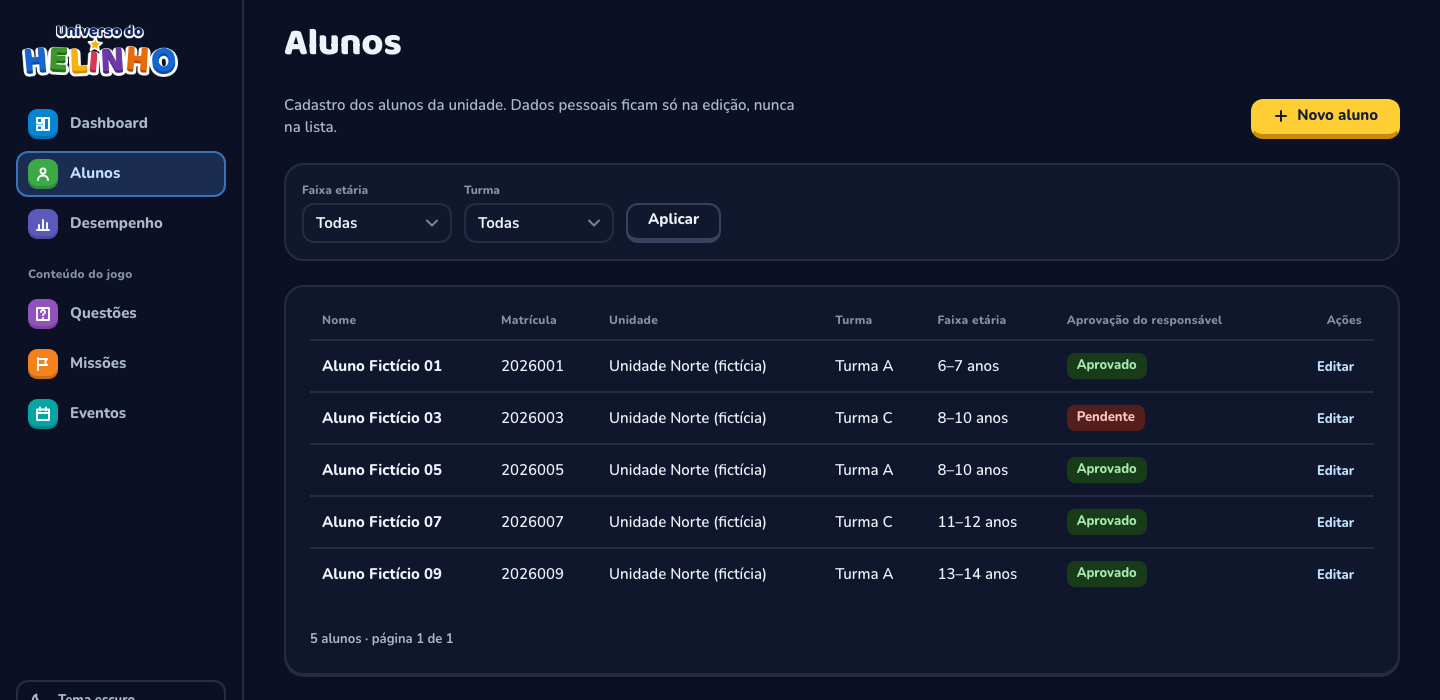 Universo do
HELINHO
Dashboard
Alunos
Desempenho
Conteúdo do jogo
Questões
Missões
Eventos
Tema escuro
Alunos
Cadastro dos alunos da unidade. Dados pessoais ficam só na edição, nunca
na lista.
+ Novo aluno
Faixa etária Turma
Todas Todas Aplicar
Nome Matrícula Unidade Turma Faixa etária Aprovação do responsável Ações
Aluno Fictício 01 2026001 Unidade Norte (fictícia) Turma A 6–7 anos Aprovado Editar
Aluno Fictício 03 2026003 Unidade Norte (fictícia) Turma C 8–10 anos Pendente Editar
Aluno Fictício 05 2026005 Unidade Norte (fictícia) Turma A 8–10 anos Aprovado Editar
Aluno Fictício 07 2026007 Unidade Norte (fictícia) Turma C 11–12 anos Aprovado Editar
Aluno Fictício 09 2026009 Unidade Norte (fictícia) Turma A 13–14 anos Aprovado Editar
5 alunos · página 1 de 1